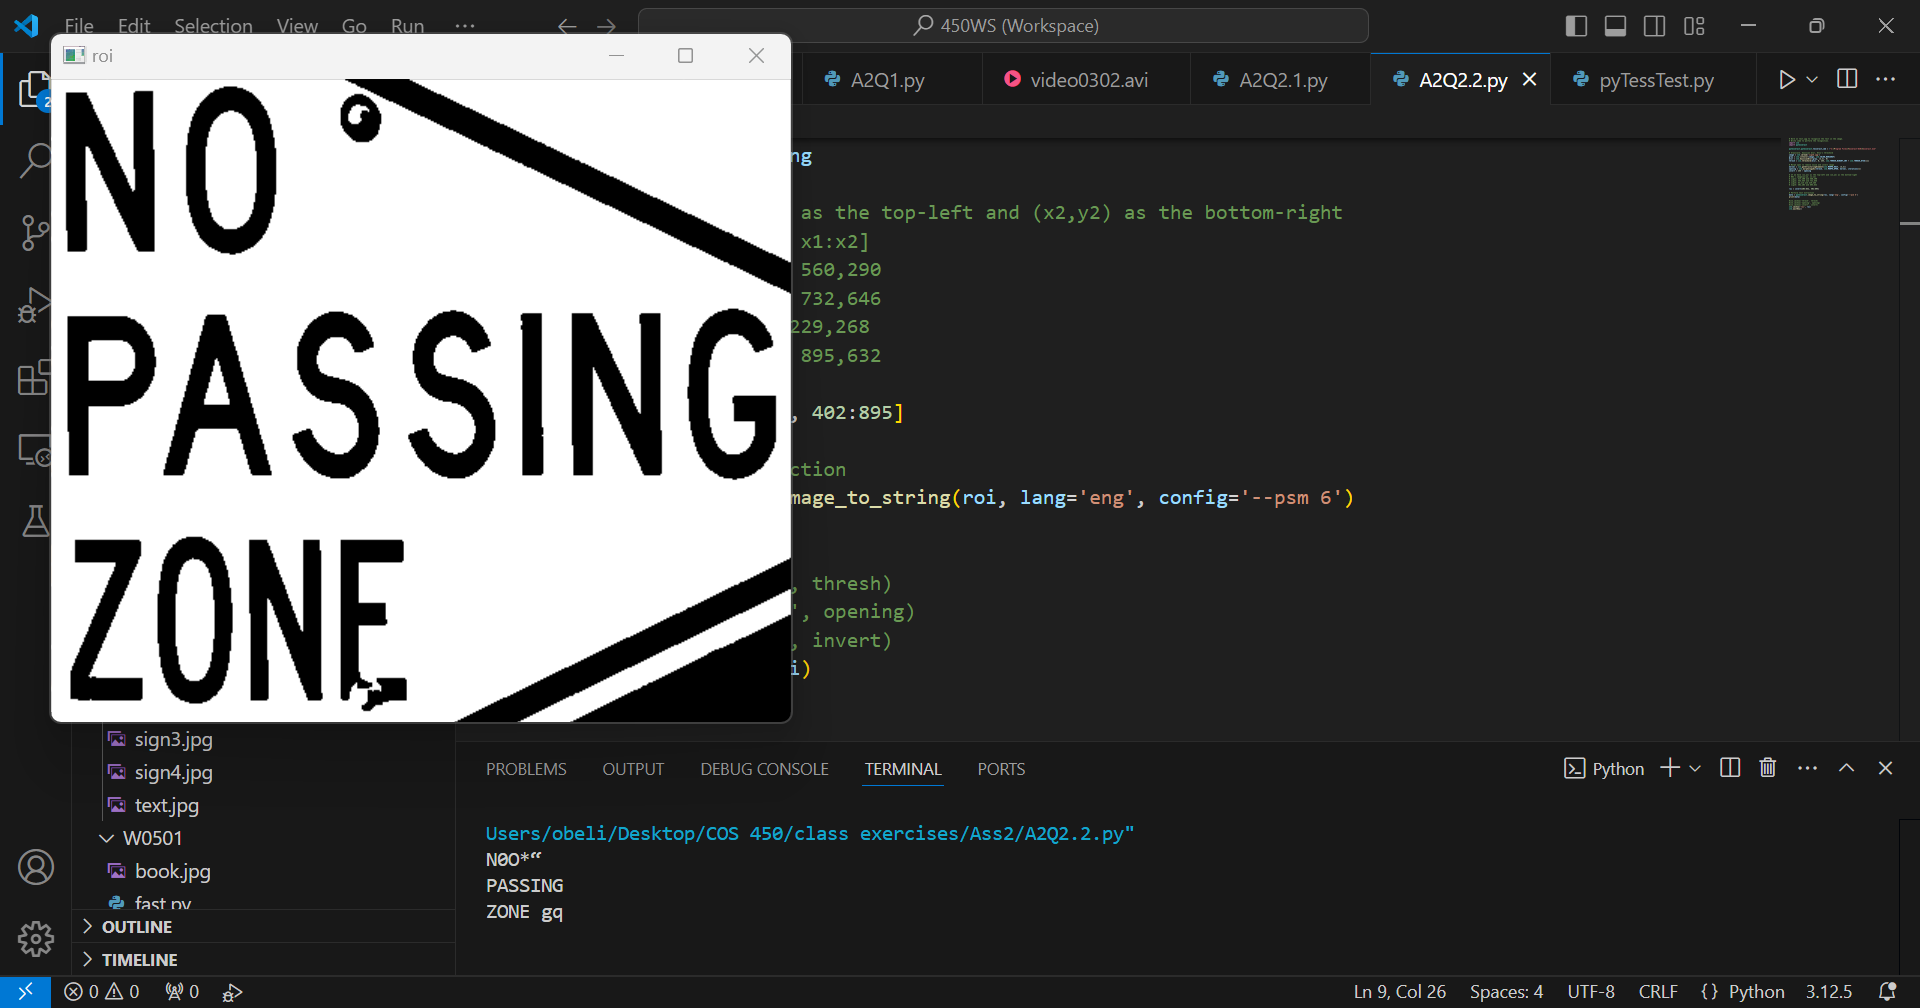 File Edit Selection View Go Run ...
450WS (Workspace)
roi
A2Q1.py
video0302.avi
A2Q2.1.py
A2Q2.2.py
pyTessTest.py
NO
PASSING
ZONE
ng
as the top-left and (x2,y2) as the bottom-right
x1:x2]
560,290
732,646
229,268
895,632
, 402:895]
ction
mage_to_string(roi, lang='eng', config='--psm 6')
, thresh)
', opening)
, invert)
i)
2
sign3.jpg
sign4.jpg
text.jpg
W0501
book.jpg
fast.py
OUTLINE
TIMELINE
PROBLEMS OUTPUT DEBUG CONSOLE TERMINAL PORTS
Python
Users/obeli/Desktop/COS 450/class exercises/Ass2/A2Q2.2.py"
N0O*“
PASSING
ZONE gq
0 0 0
Ln 9, Col 26 Spaces: 4 UTF-8 CRLF {} Python 3.12.5